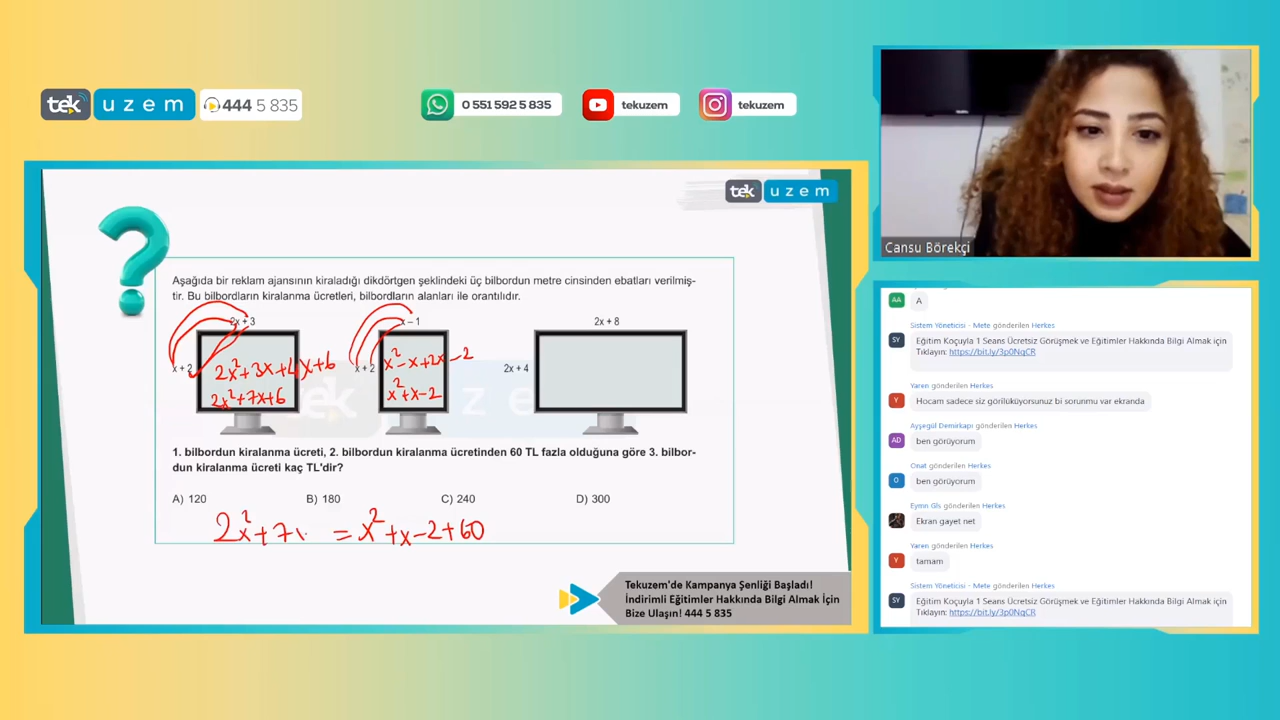 tek uzem 444 5 835
0 551 592 5 835
tekuzem
tekuzem
tek uzem
Aşağıda bir reklam ajansının kiraladığı dikdörtgen şeklindeki üç bilbordun metre cinsinden ebatları verilmiş-
tir. Bu bilbordların kiralanma ücretleri, bilbordların alanları ile orantılıdır.
2x + 3
x + 2
2x²+3x+4x+6
2x²+7x+6
x – 1
x + 2
x²-x+2x-2
x²+x-2
2x + 8
2x + 4
1. bilbordun kiralanma ücreti, 2. bilbordun kiralanma ücretinden 60 TL fazla olduğuna göre 3. bilbor-
dun kiralanma ücreti kaç TL'dir?
A) 120 B) 180 C) 240 D) 300
2x²+7x = x²+x-2+60
Tekuzem'de Kampanya Şenliği Başladı!
İndirimli Eğitimler Hakkında Bilgi Almak İçin
Bize Ulaşın! 444 5 835
Cansu Börekçi
AA
A
Sistem Yöneticisi - Mete gönderilen Herkes
SY
Eğitim Koçuyla 1 Seans Ücretsiz Görüşmek ve Eğitimler Hakkında Bilgi Almak için
Tıklayın: https://bit.ly/3p0NqCR
Yaren gönderilen Herkes
Y
Hocam sadece siz görülüküyorsunuz bi sorunmu var ekranda
Ayşegül Demirkapı gönderilen Herkes
AD
ben görüyorum
Onat gönderilen Herkes
O
ben görüyorum
Eymn Gls gönderilen Herkes
Ekran gayet net
Yaren gönderilen Herkes
Y
tamam
Sistem Yöneticisi - Mete gönderilen Herkes
SY
Eğitim Koçuyla 1 Seans Ücretsiz Görüşmek ve Eğitimler Hakkında Bilgi Almak için
Tıklayın: https://bit.ly/3p0NqCR